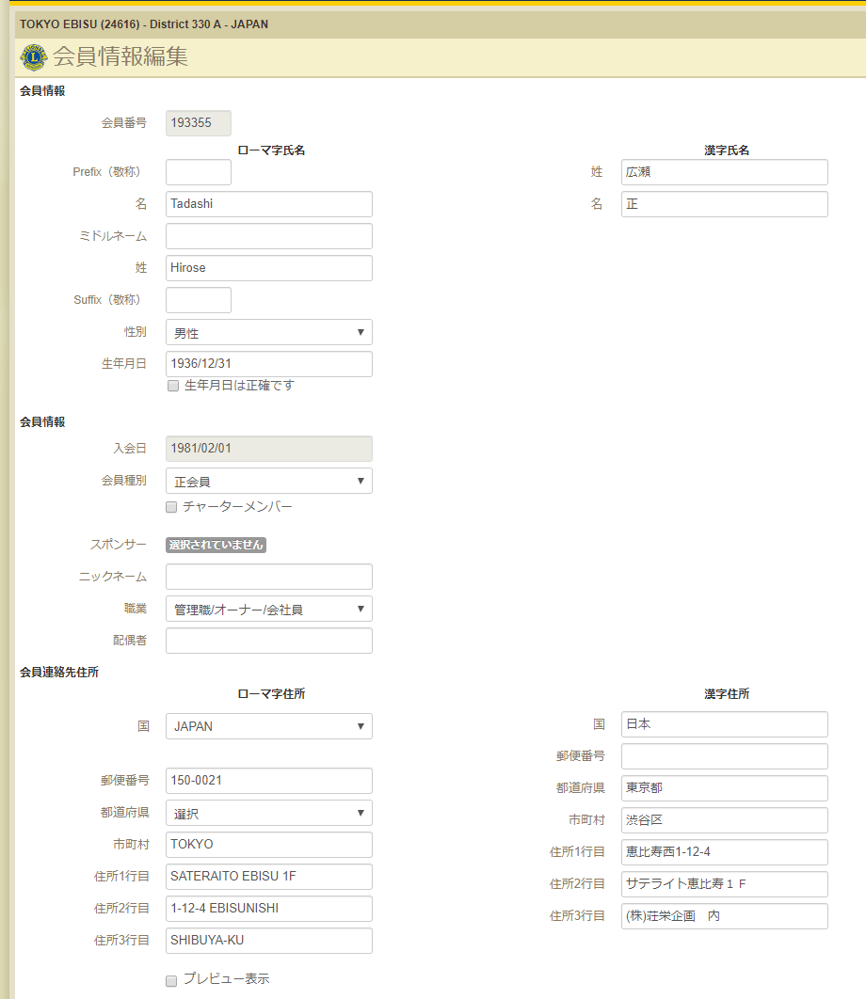 TOKYO EBISU (24616) - District 330 A - JAPAN
会員情報編集
会員情報
会員番号 193355
ローマ字氏名 漢字氏名
Prefix（敬称） 姓 広瀬
名 Tadashi 名 正
ミドルネーム
姓 Hirose
Suffix（敬称）
性別 男性
生年月日 1936/12/31
生年月日は正確です
会員情報
入会日 1981/02/01
会員種別 正会員
チャーターメンバー
スポンサー 選択されていません
ニックネーム
職業 管理職/オーナー/会社員
配偶者
会員連絡先住所
ローマ字住所 漢字住所
国 JAPAN 国 日本
郵便番号
郵便番号 150-0021
都道府県 東京都
都道府県 選択
市町村 渋谷区
市町村 TOKYO
住所1行目 恵比寿西1-12-4
住所1行目 SATERAITO EBISU 1F
住所2行目 サテライト恵比寿１Ｆ
住所2行目 1-12-4 EBISUNISHI
住所3行目 (株)荘栄企画　内
住所3行目 SHIBUYA-KU
プレビュー表示